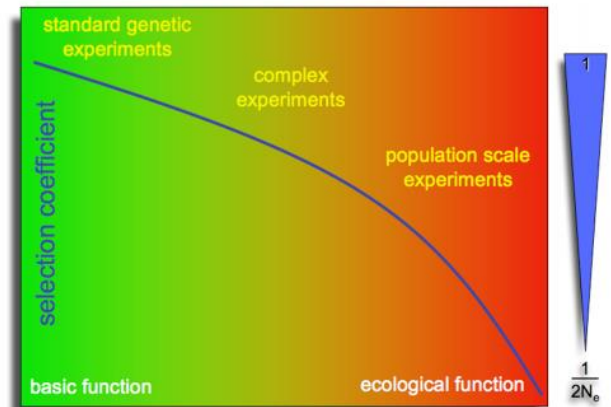 standard genetic
experiments
complex
experiments
population scale
experiments
selection coefficient
basic function
ecological function
1
1
2Nₑ